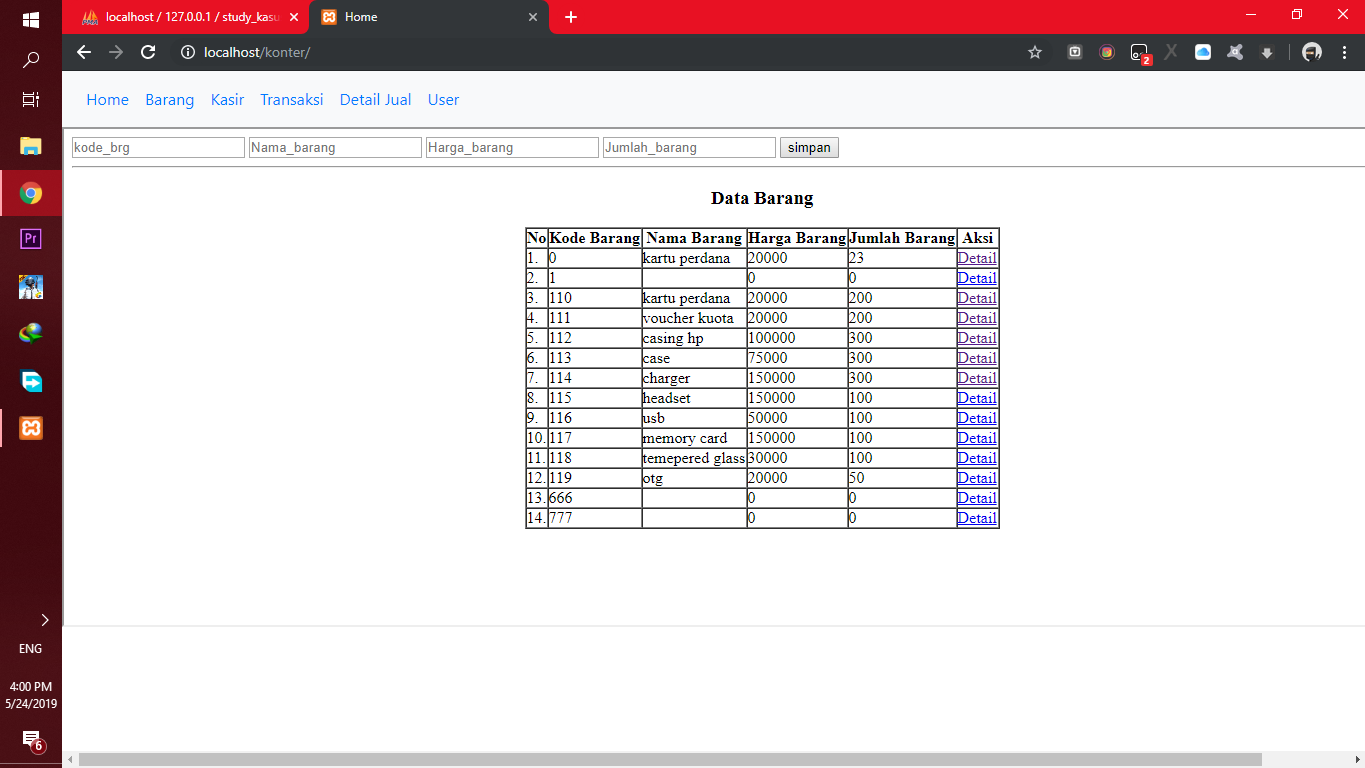 localhost / 127.0.0.1 / study_kasu
Home
localhost/konter/
2
Home Barang Kasir Transaksi Detail Jual User
kode_brg Nama_barang Harga_barang Jumlah_barang simpan
Data Barang
No Kode Barang Nama Barang Harga Barang Jumlah Barang Aksi
1. 0 kartu perdana 20000 23 Detail
2. 1 0 0 Detail
3. 110 kartu perdana 20000 200 Detail
4. 111 voucher kuota 20000 200 Detail
5. 112 casing hp 100000 300 Detail
6. 113 case 75000 300 Detail
7. 114 charger 150000 300 Detail
8. 115 headset 150000 100 Detail
9. 116 usb 50000 100 Detail
10. 117 memory card 150000 100 Detail
11. 118 temepered glass 30000 100 Detail
12. 119 otg 20000 50 Detail
13. 666 0 0 Detail
14. 777 0 0 Detail
Pr
ENG
4:00 PM
5/24/2019
6